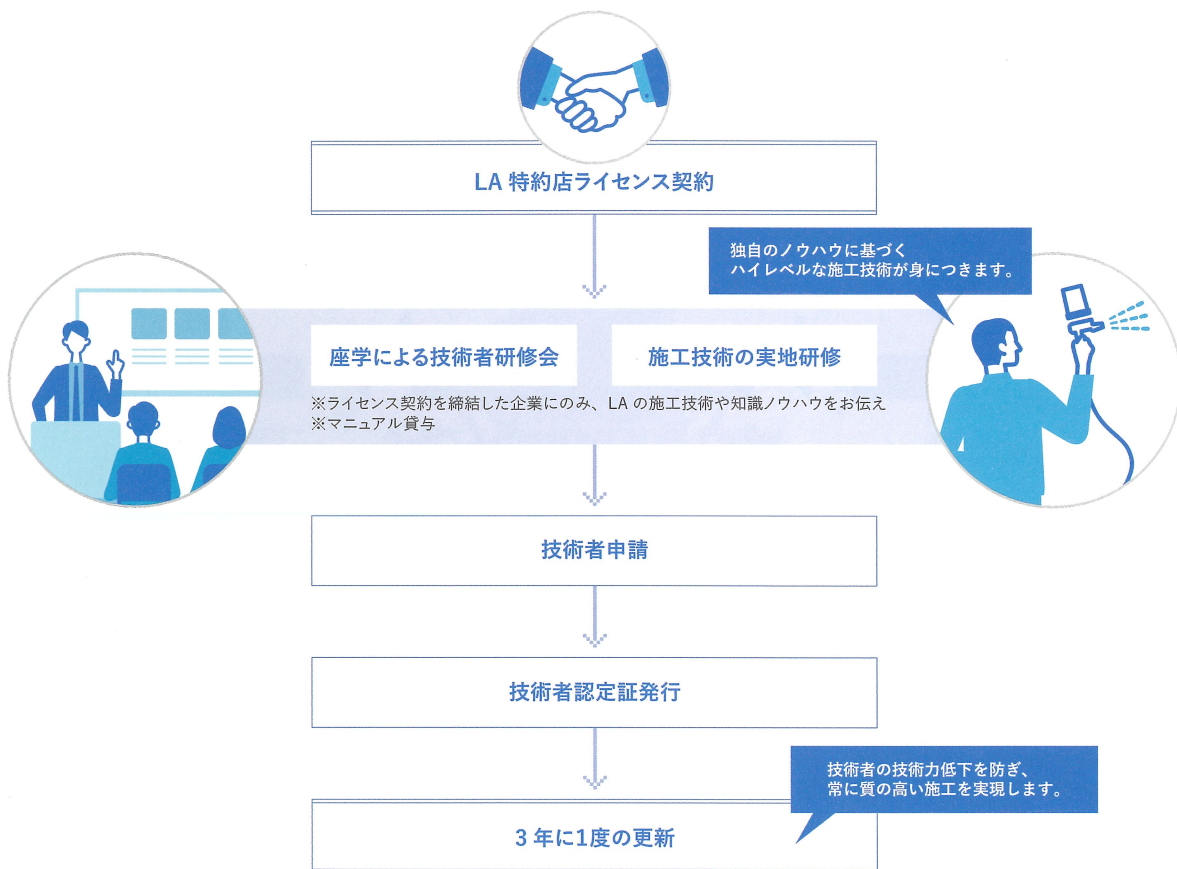 LA 特約店ライセンス契約
独自のノウハウに基づく
ハイレベルな施工技術が身につきます。
座学による技術者研修会
施工技術の実地研修
※ライセンス契約を締結した企業にのみ、LA の施工技術や知識ノウハウをお伝え
※マニュアル貸与
技術者申請
技術者認定証発行
技術者の技術力低下を防ぎ、
常に質の高い施工を実現します。
3 年に1度の更新